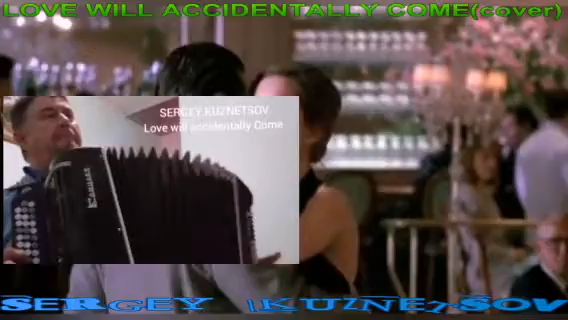 LOVE WILL ACCIDENTALLY COME(cover)
SERGEY KUZNETSOV
Love will accidentally Come
SERGEY KUZNETSOV